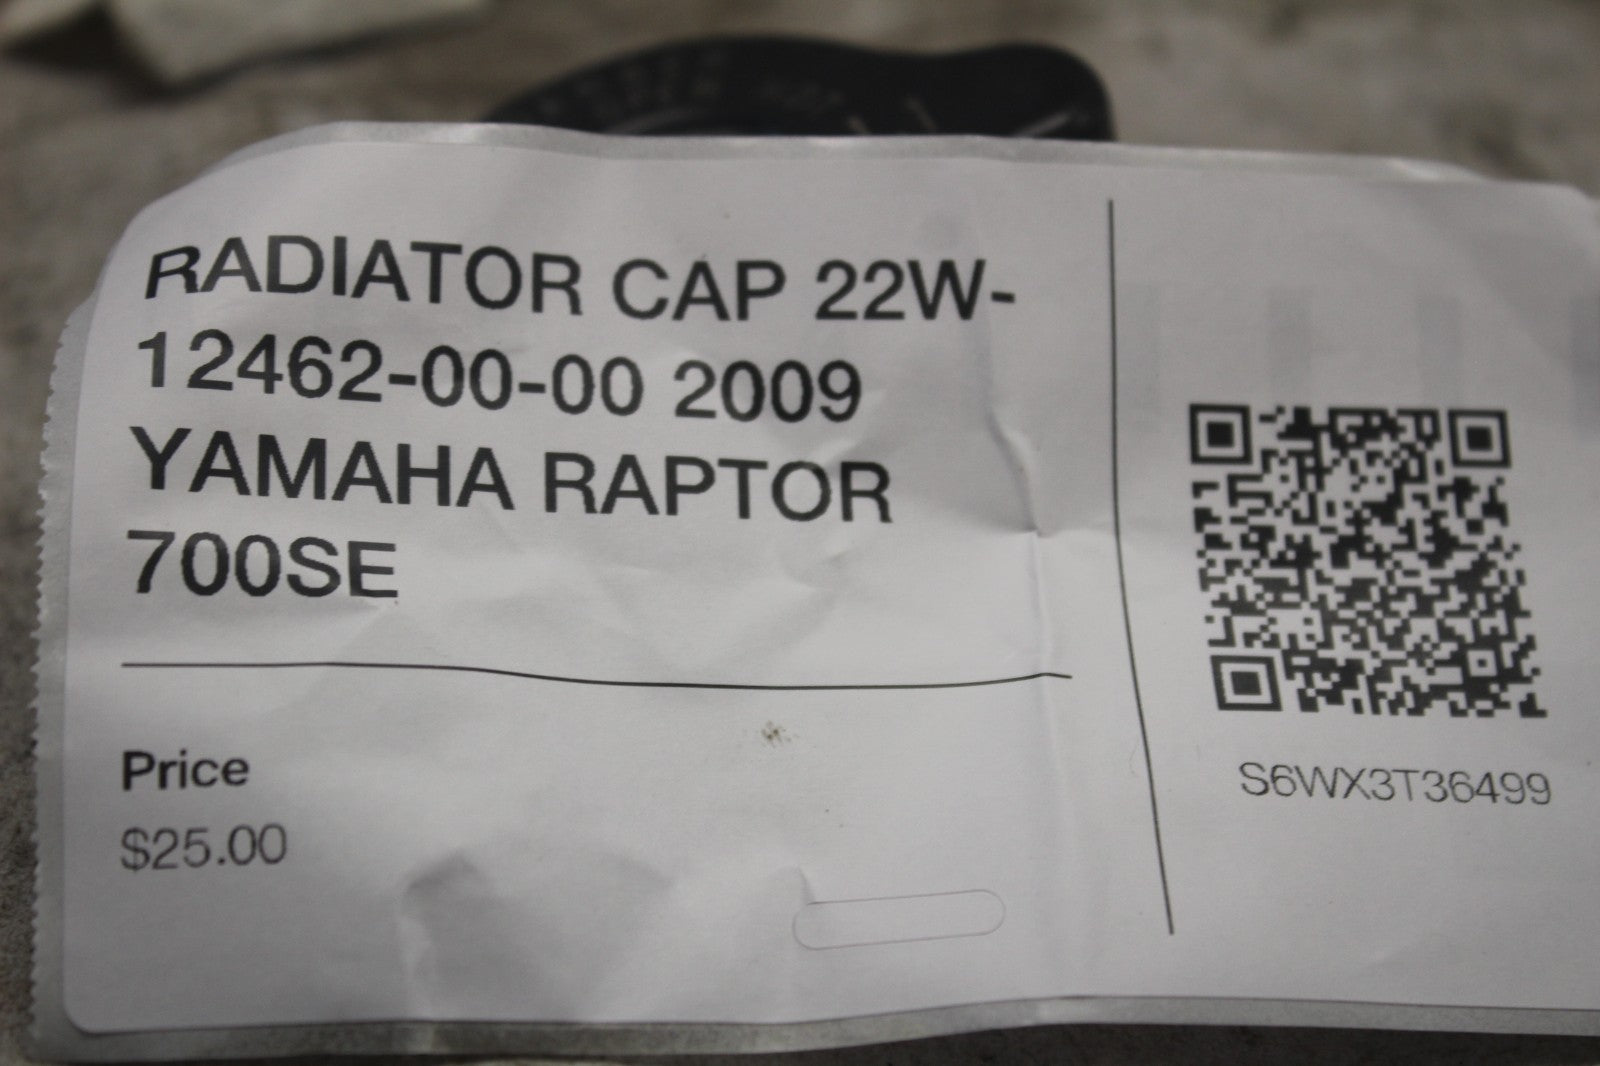 RADIATOR CAP 22W-
12462-00-00 2009
YAMAHA RAPTOR
700SE
Price
$25.00
S6WX3T36499